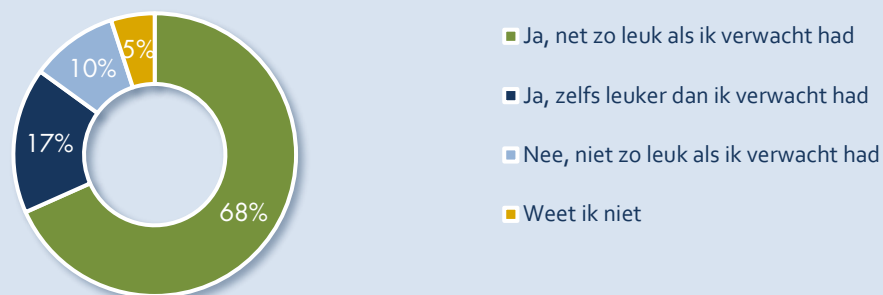 5%
10%
17%
68%
Ja, net zo leuk als ik verwacht had
Ja, zelfs leuker dan ik verwacht had
Nee, niet zo leuk als ik verwacht had
Weet ik niet